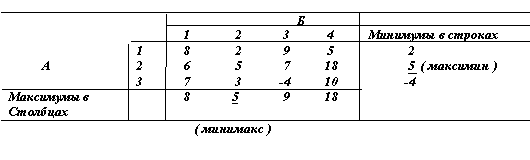 Б
1 2 3 4 Минимумы в строках
1 8 2 9 5 2
А 2 6 5 7 18 5 ( максимин )
3 7 3 -4 10 -4
Максимумы в 8 5 9 18
Столбцах
( минимакс )